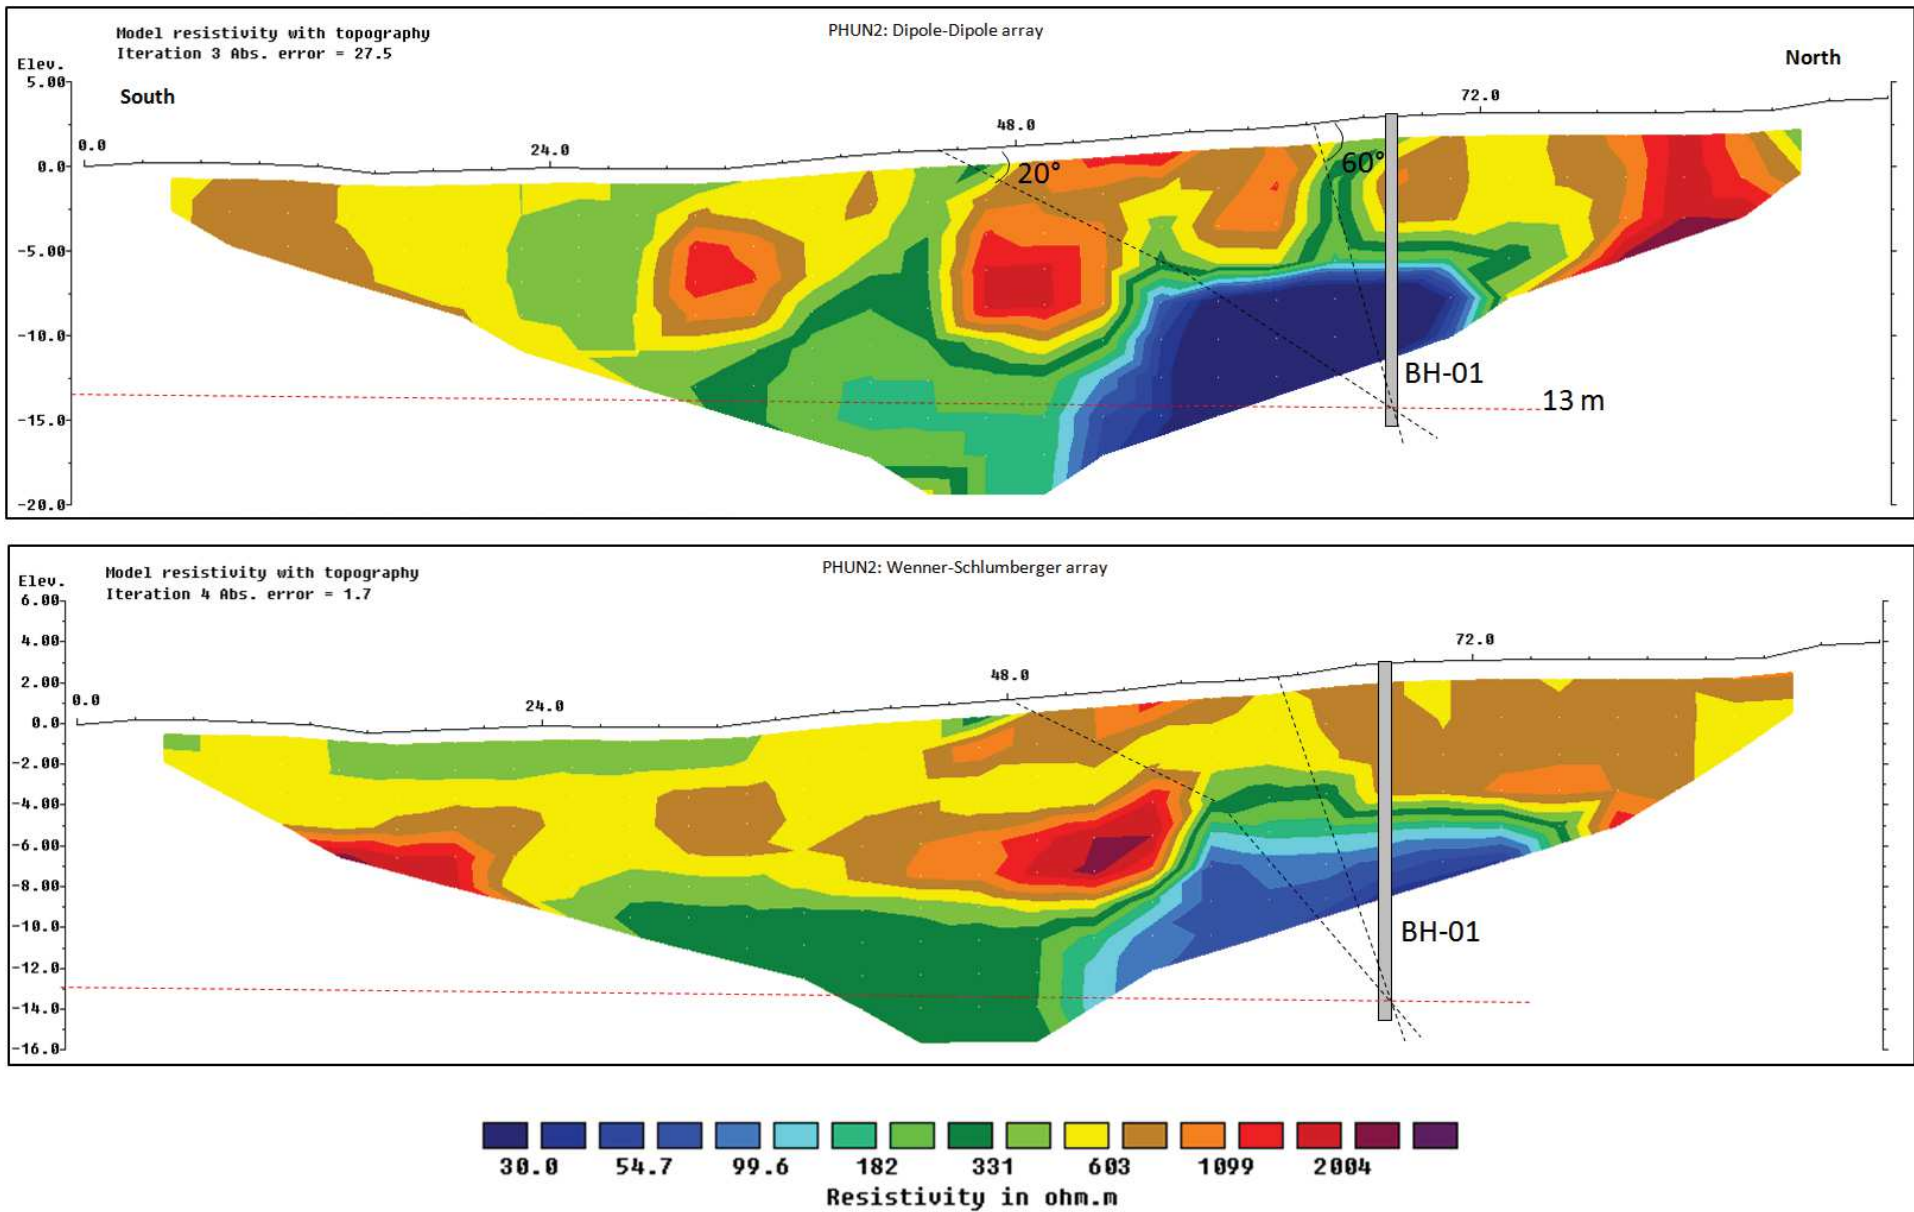 PHUN2: Dipole-Dipole array
Model resistivity with topography
Iteration 3 Abs. error = 27.5
Elev.
North
5.00
South
72.0
48.0
0.0
24.0
0.0
20°
60°
-5.00
-10.0
BH-01
13 m
-15.0
-20.0
PHUN2: Wenner-Schlumberger array
Model resistivity with topography
Iteration 4 Abs. error = 1.7
Elev.
6.00
4.00
72.0
48.0
2.00
0.0
24.0
0.0
-2.00
-4.00
-6.00
-8.00
-10.0
BH-01
-12.0
-14.0
-16.0
30.0 54.7 99.6 182 331 603 1099 2004
Resistivity in ohm.m